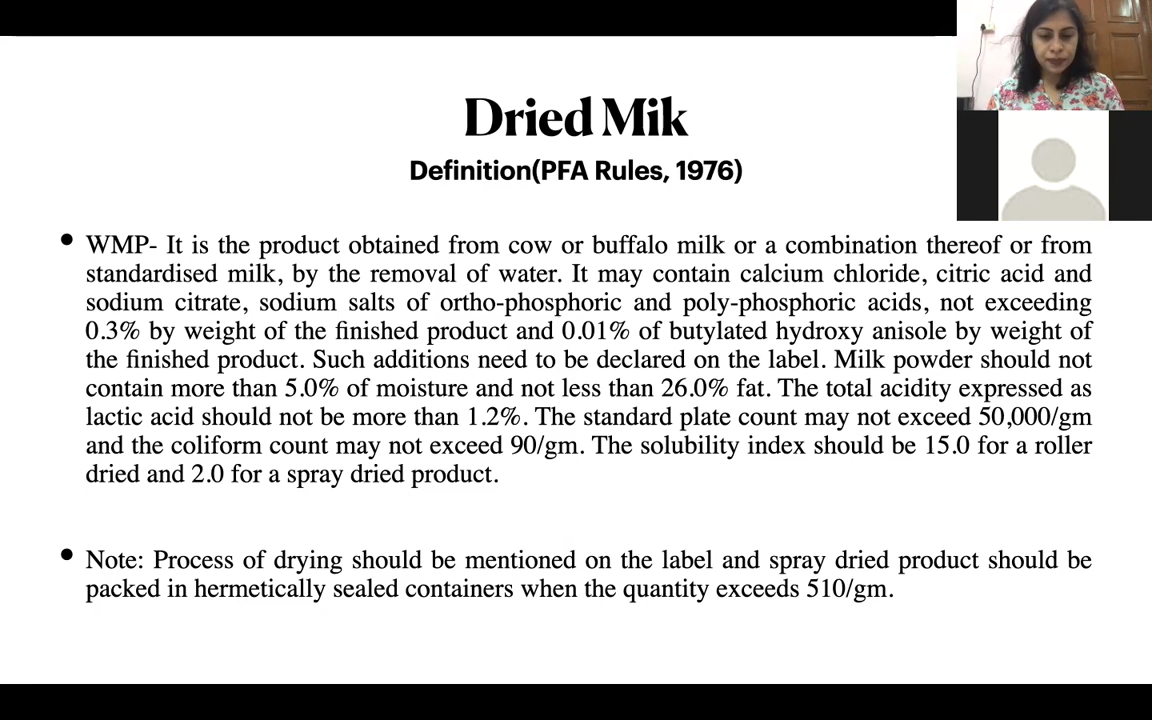 Dried Mik
Definition(PFA Rules, 1976)
• WMP- It is the product obtained from cow or buffalo milk or a combination thereof or from
standardised milk, by the removal of water. It may contain calcium chloride, citric acid and
sodium citrate, sodium salts of ortho-phosphoric and poly-phosphoric acids, not exceeding
0.3% by weight of the finished product and 0.01% of butylated hydroxy anisole by weight of
the finished product. Such additions need to be declared on the label. Milk powder should not
contain more than 5.0% of moisture and not less than 26.0% fat. The total acidity expressed as
lactic acid should not be more than 1.2%. The standard plate count may not exceed 50,000/gm
and the coliform count may not exceed 90/gm. The solubility index should be 15.0 for a roller
dried and 2.0 for a spray dried product.
• Note: Process of drying should be mentioned on the label and spray dried product should be
packed in hermetically sealed containers when the quantity exceeds 510/gm.